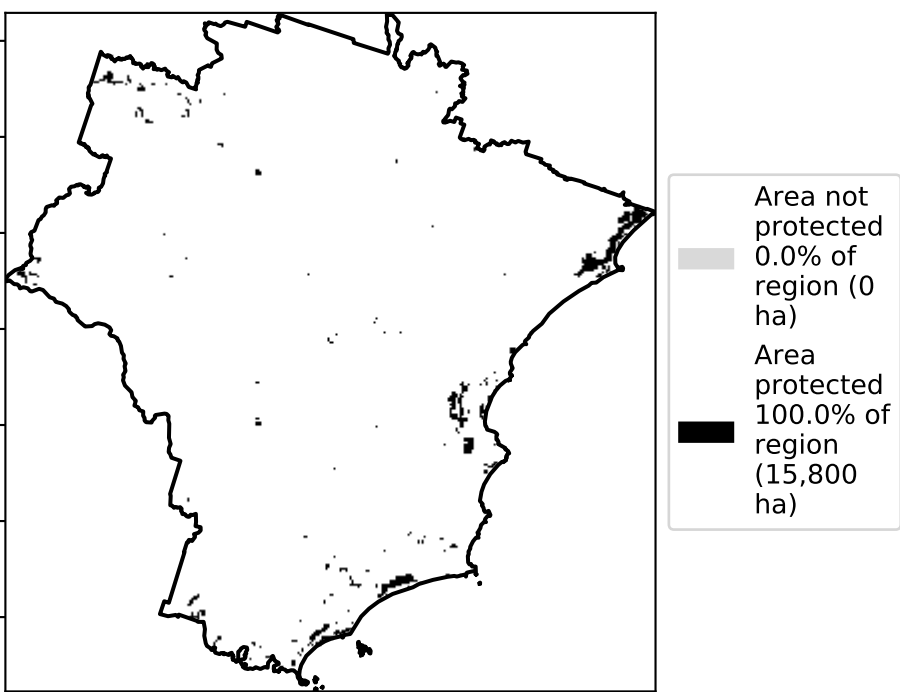 Area not
protected
0.0% of
region (0
ha)
Area
protected
100.0% of
region
(15,800
ha)